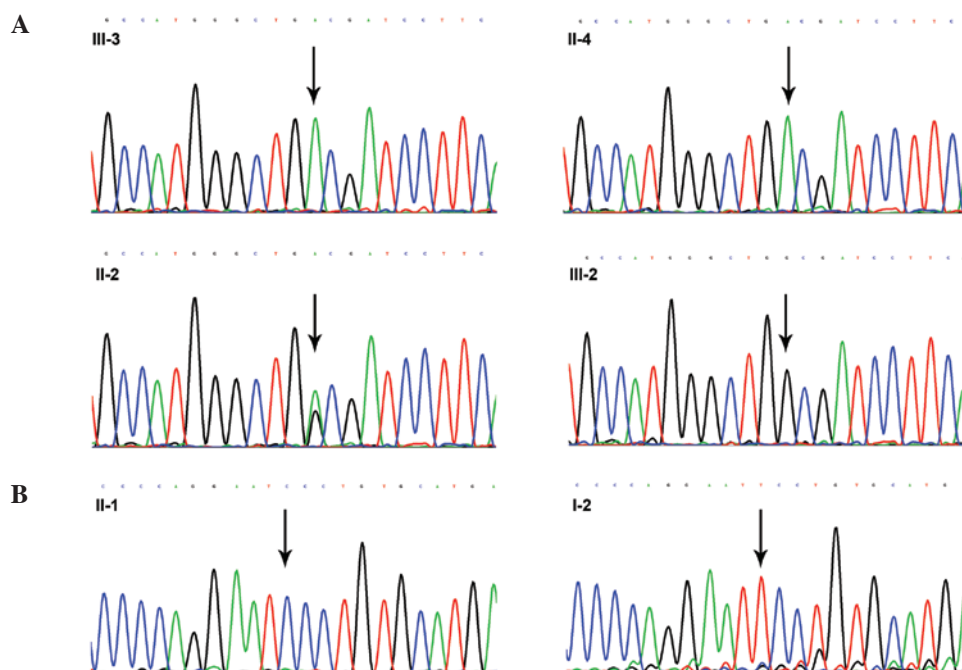 A
G C C A T G G G C T G A C G A T C C T T C
G C C A T G G G C T G A C G A T C C T T C
III-3
II-4
G C C A T G G G C T G A C G A T C C T T C
G C C A T G G G C T G G C G A T C C T T C
II-2
III-2
B
C C C C A G G A A T C C C T G T G C A T G A
C C C C A G G A A T T C C T G T G C A T G
II-1
I-2